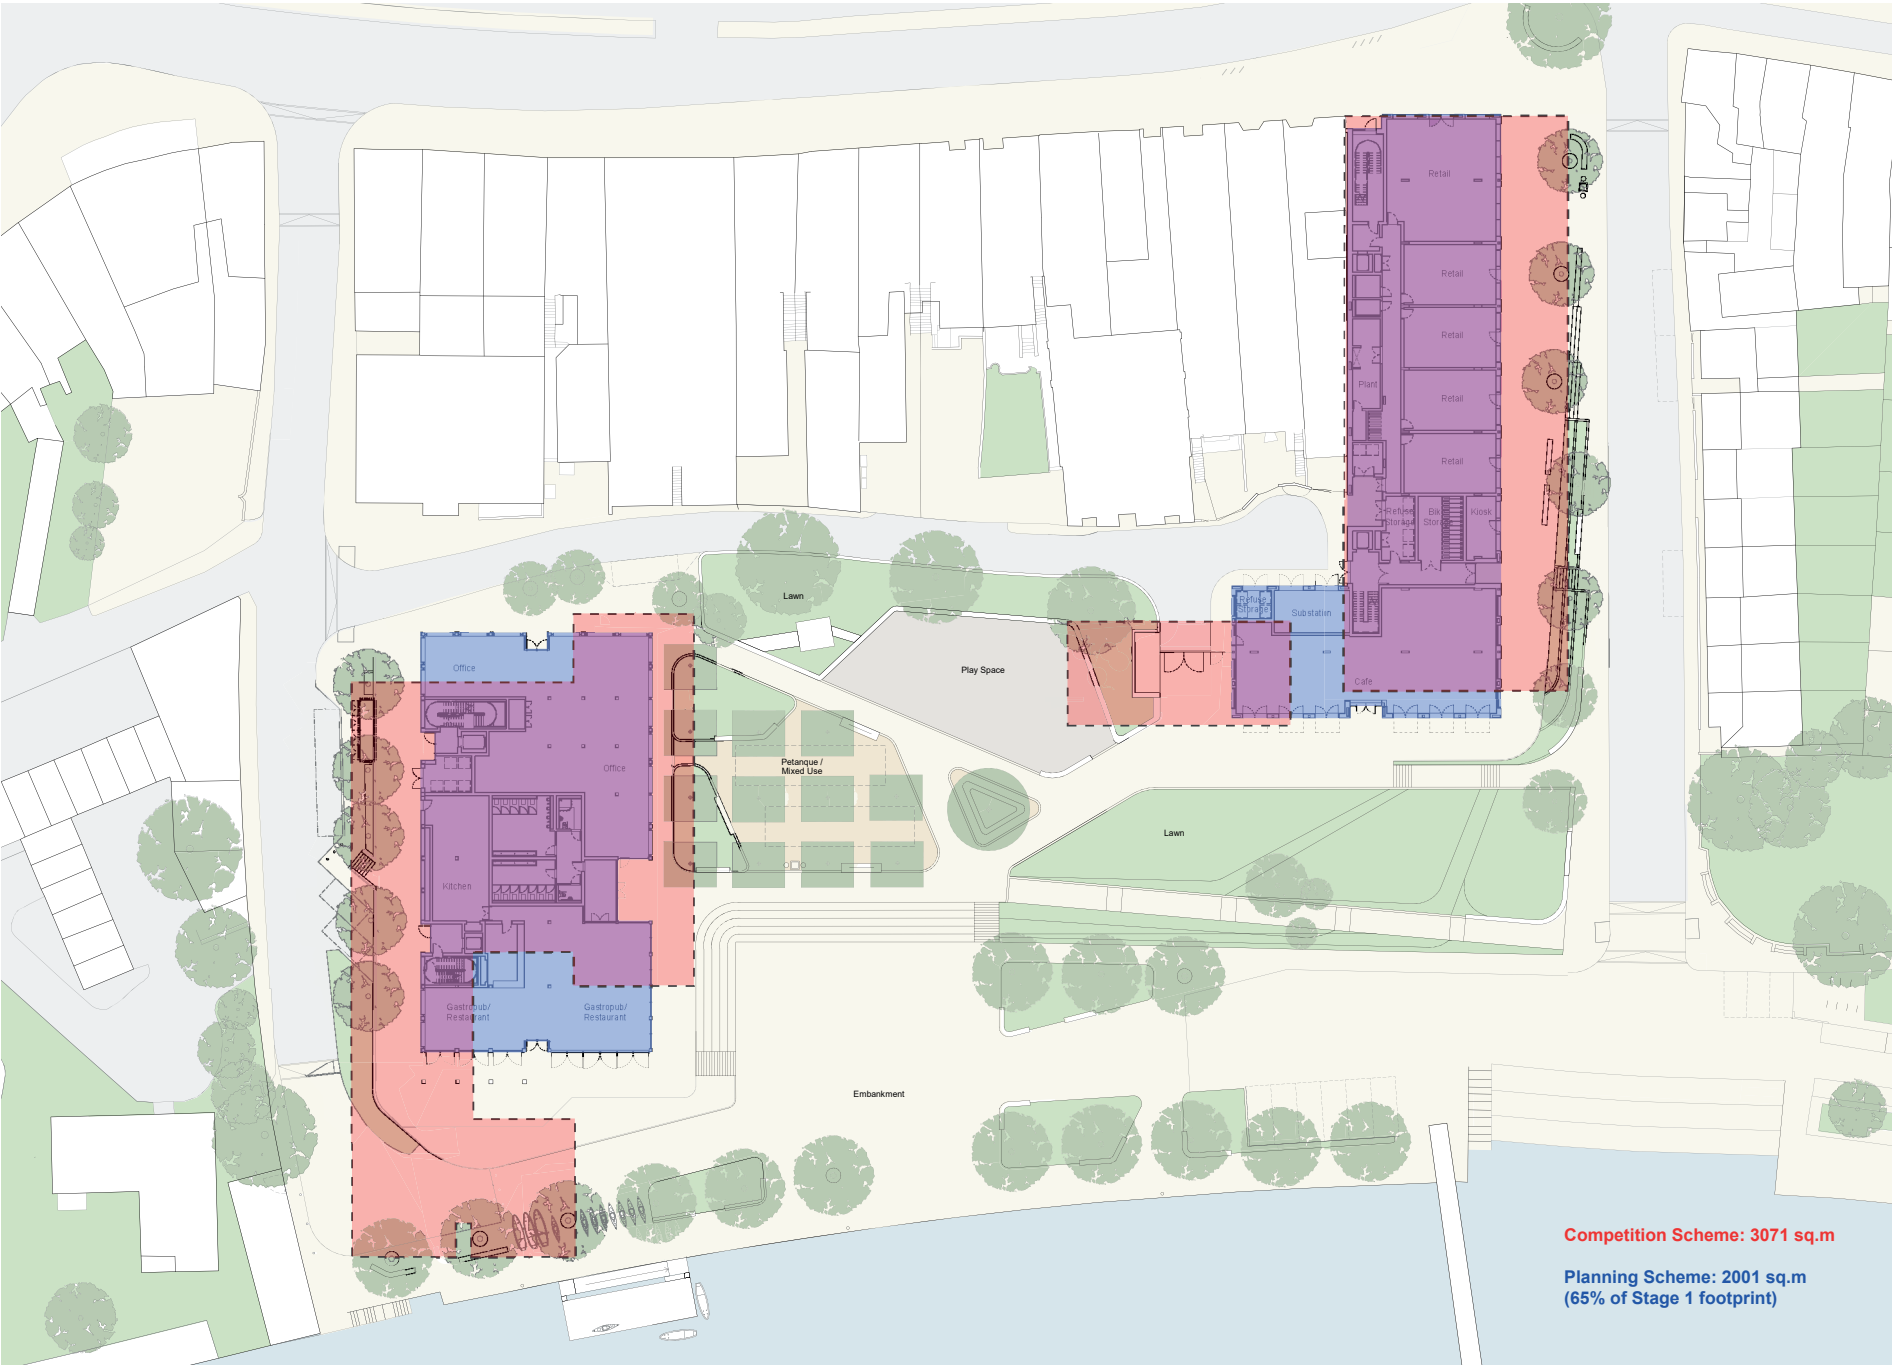 Retail
Retail
Retail
Plant
Retail
Retail
Refuse
Storage
Bik
Stor
Kiosk
Lawn
Refuse
Storage
Substation
Office
Play Space
Cafe
Petanque /
Mixed Use
Office
Lawn
Kitchen
Gastropub/
Restaurant
Gastropub/
Restaurant
Embankment
Competition Scheme: 3071 sq.m
Planning Scheme: 2001 sq.m
(65% of Stage 1 footprint)